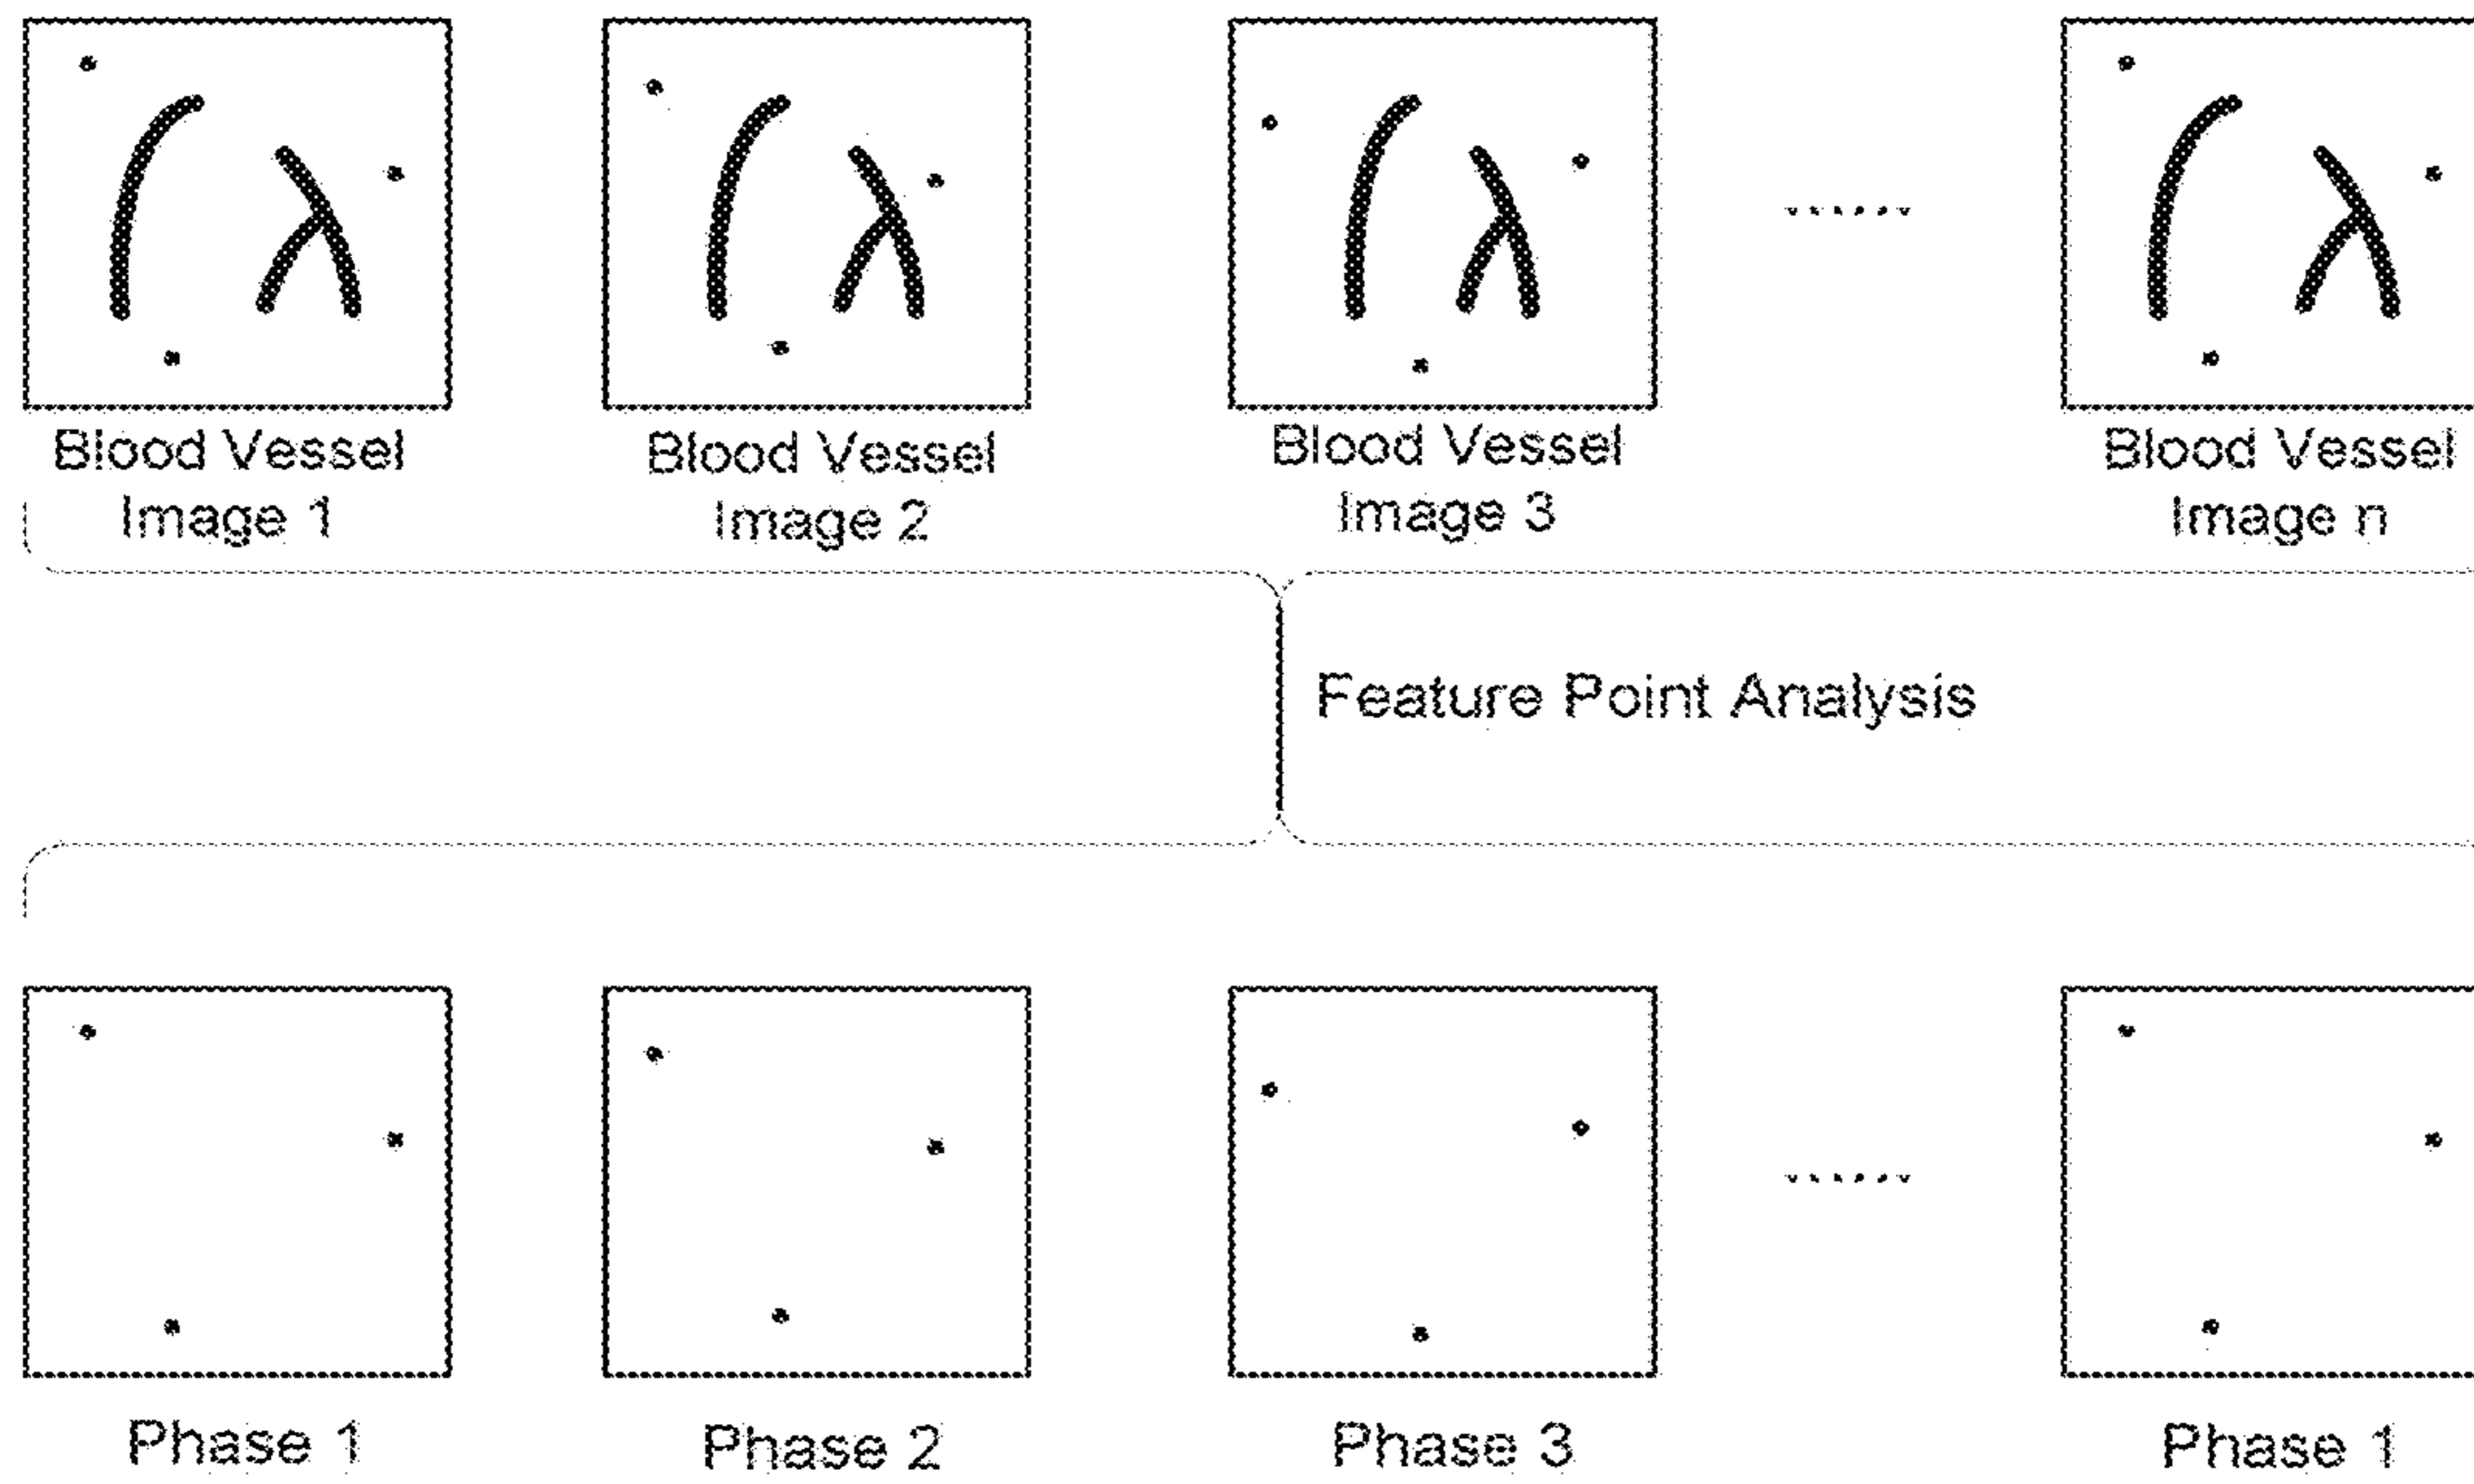 Blood Vessel
Image 1
Blood Vessel
Image 2
Blood Vessel
Image 3
Blood Vessel
Image n
Feature Point Analysis
Phase 1
Phase 2
Phase 3
Phase 1